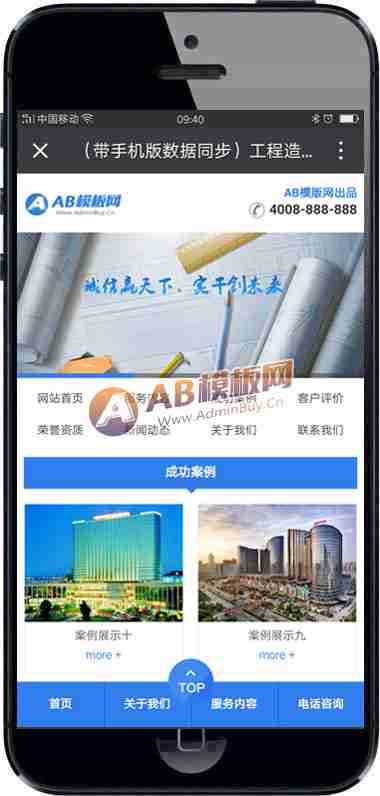 中国移动 09:40
（带手机版数据同步）工程造...
AB模板网
Www.AdminBuy.Cn
AB模版网出品
4008-888-888
诚信赢天下、实干创未来
网站首页 服务内容 成功案例 客户评价
AB模板网
www.AdminBuy.Cn
荣誉资质 新闻动态 关于我们 联系我们
成功案例
案例展示十 案例展示九
more + more +
TOP
首页 关于我们 服务内容 电话咨询